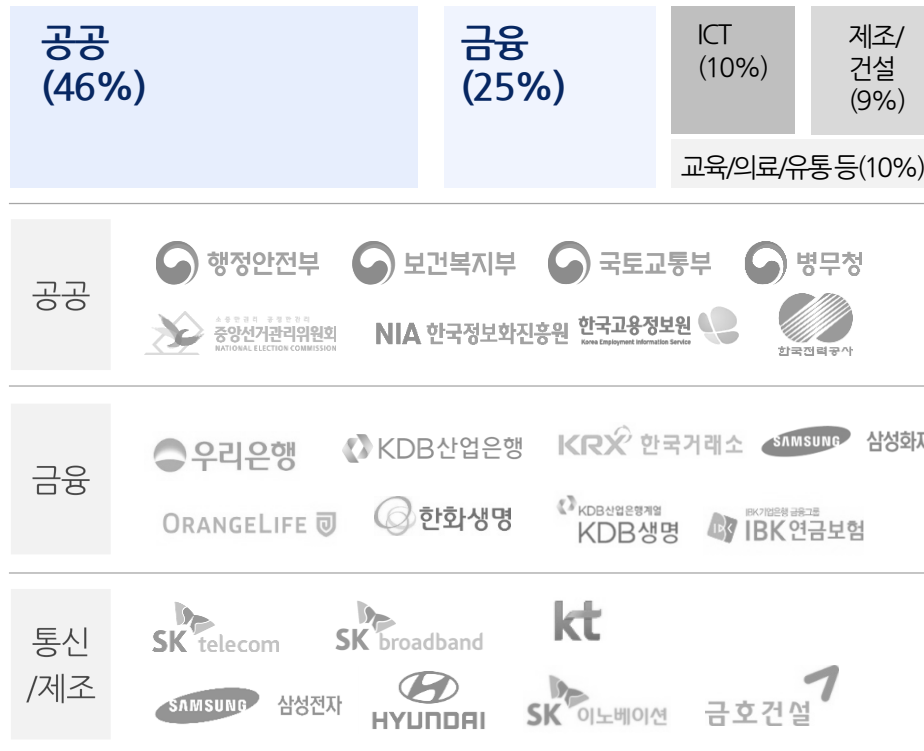 공공
(46%)
금융
(25%)
ICT
(10%)
제조/
건설
(9%)
교육/의료/유통 등(10%)
공공
행정안전부
보건복지부
국토교통부
병무청
중앙선거관리위원회
NATIONAL ELECTION COMMISSION
NIA 한국정보화진흥원
한국고용정보원
Korea Employment Information Service
한국전력공사
금융
우리은행
KDB산업은행
KRX 한국거래소
SAMSUNG 삼성화재
ORANGELIFE
한화생명
KDB산업은행계열
KDB생명
IBK기업은행 금융그룹
IBK연금보험
통신
/제조
SK telecom
SK broadband
kt
SAMSUNG 삼성전자
HYUNDAI
SK 이노베이션
금호건설